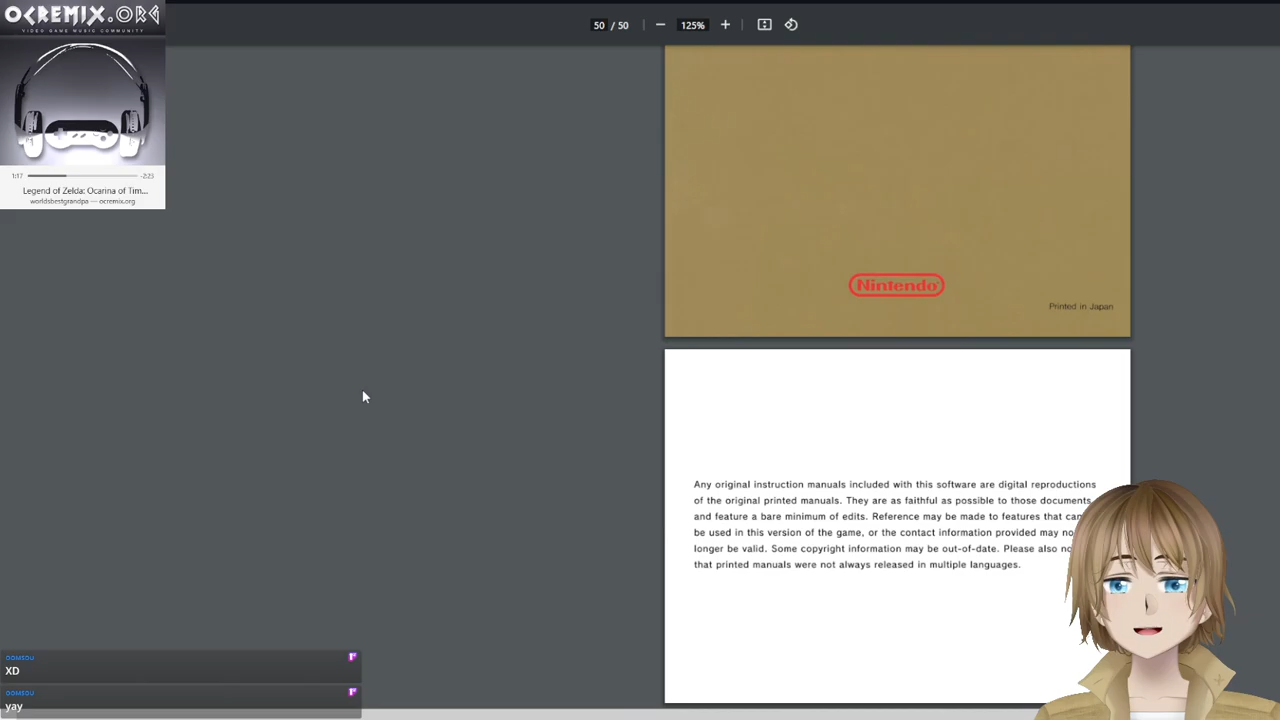 OCREMIX.ORG
VIDEO GAME MUSIC COMMUNITY
1:17
-2:23
Legend of Zelda: Ocarina of Tim...
worldsbestgrandpa — ocremix.org
50 / 50
125%
Nintendo
Printed in Japan
Any original instruction manuals included with this software are digital reproductions
of the original printed manuals. They are as faithful as possible to those documents
and feature a bare minimum of edits. Reference may be made to features that can
be used in this version of the game, or the contact information provided may no
longer be valid. Some copyright information may be out-of-date. Please also no
that printed manuals were not always released in multiple languages.
XD
yay